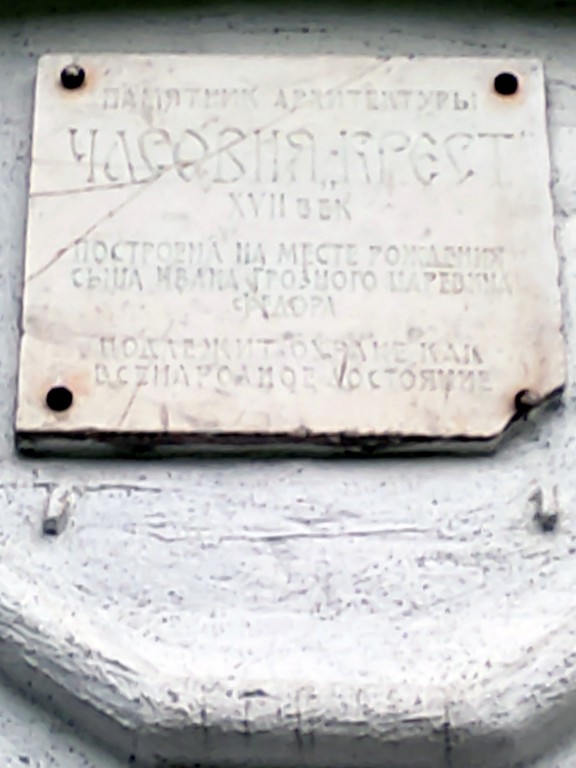 ПАМЯТНИК АРХИТЕКТУРЫ
ЧАСОВНЯ „КРЕСТ"
XVII ВЕК
ПОСТРОЕНА НА МЕСТЕ РОЖДЕНИЯ
СЫНА ИВАНА ГРОЗНОГО ЦАРЕВИЧА
ФЕДОРА
ПОДЛЕЖИТ ОХРАНЕ КАК
ВСЕНАРОДНОЕ ДОСТОЯНИЕ